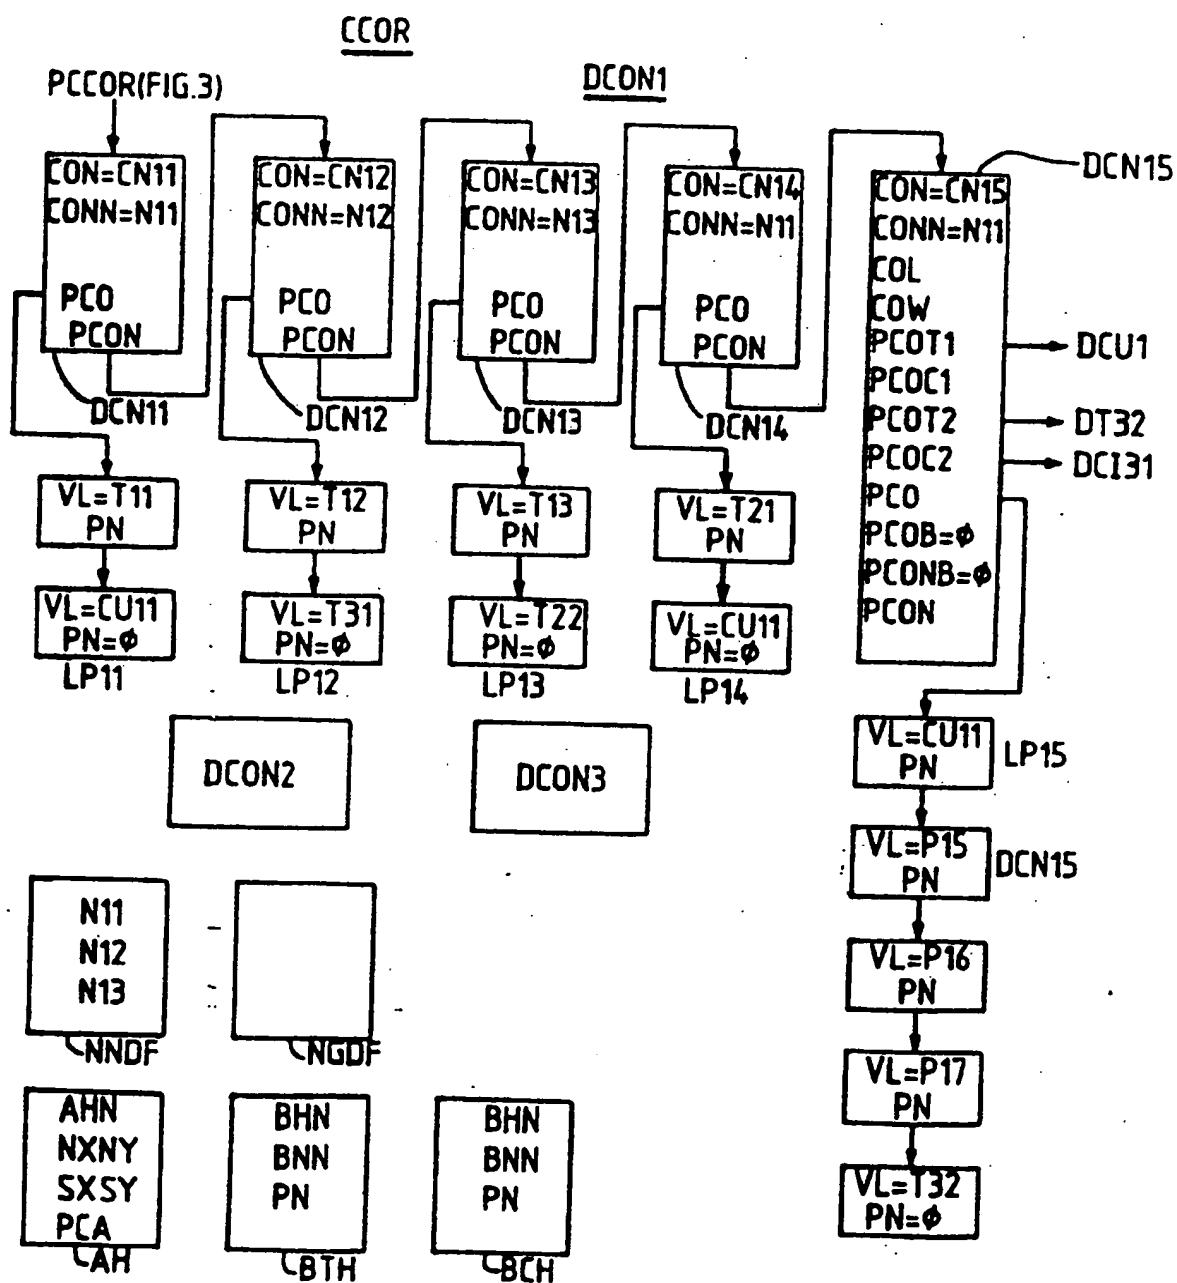 CCOR
PCCOR(FIG.3)
DCON1
CON=CN11
CONN=N11
PCO
PCON
DCN11
CON=CN12
CONN=N12
PCO
PCON
DCN12
CON=CN13
CONN=N13
PCO
PCON
DCN13
CON=CN14
CONN=N11
PCO
PCON
DCN14
CON=CN15
CONN=N11
COL
COW
PCOT1
PCOC1
PCOT2
PCOC2
PCO
PCOB=ϕ
PCONB=ϕ
PCON
DCN15
DCU1
DT32
DCI31
VL=T11
PN
VL=CU11
PN=ϕ
LP11
VL=T12
PN
VL=T31
PN=ϕ
LP12
VL=T13
PN
VL=T22
PN=ϕ
LP13
VL=T21
PN
VL=CU11
PN=ϕ
LP14
VL=CU11
PN
LP15
VL=P15
PN
DCN15
VL=P16
PN
VL=P17
PN
VL=T32
PN=ϕ
DCON2
DCON3
N11
N12
N13
NNDF
NGDF
AHN
NXNY
SXSY
PCA
AH
BHN
BNN
PN
BTH
BHN
BNN
PN
BCH